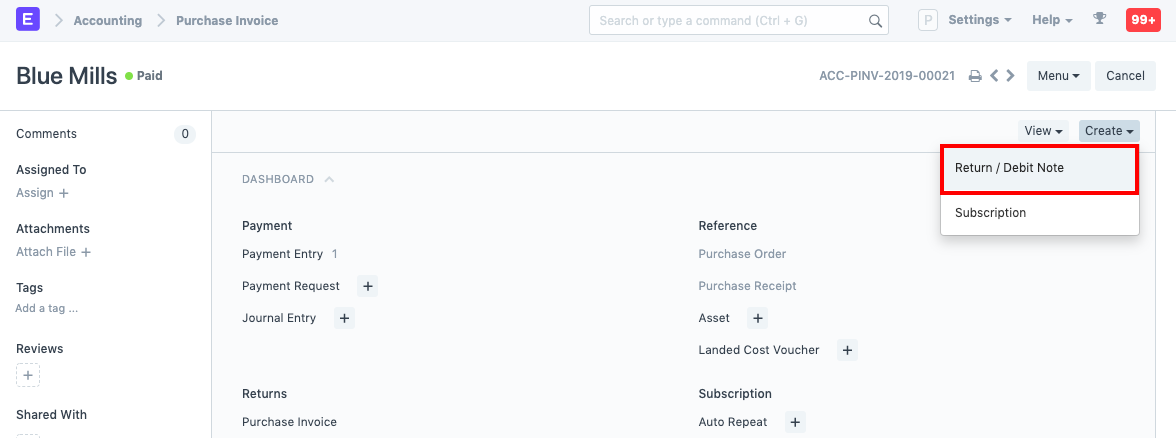 E Accounting Purchase Invoice Search or type a command (Ctrl + G) P Settings Help 99+
Blue Mills Paid ACC-PINV-2019-00021 Menu Cancel
Comments 0
Assigned To
Assign +
Attachments
Attach File +
Tags
Add a tag ...
Reviews
+
Shared With
View Create
Return / Debit Note
Subscription
DASHBOARD
Payment
Payment Entry 1
Payment Request +
Journal Entry +
Reference
Purchase Order
Purchase Receipt
Asset +
Landed Cost Voucher +
Returns
Purchase Invoice
Subscription
Auto Repeat +